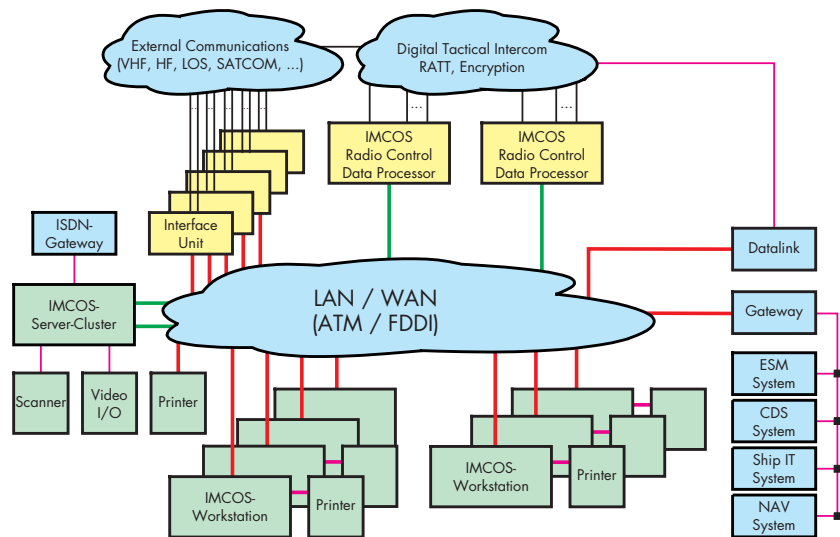 External Communications
(VHF, HF, LOS, SATCOM, ...)
Digital Tactical Intercom
RATT, Encryption
...
...
...
...
...
...
...
IMCOS
Radio Control
Data Processor
IMCOS
Radio Control
Data Processor
Interface
Unit
ISDN-
Gateway
Datalink
IMCOS-
Server-Cluster
LAN / WAN
(ATM / FDDI)
Gateway
Scanner
Video
I/O
Printer
ESM
System
CDS
System
Ship IT
System
NAV
System
IMCOS-
Workstation
Printer
IMCOS-
Workstation
Printer